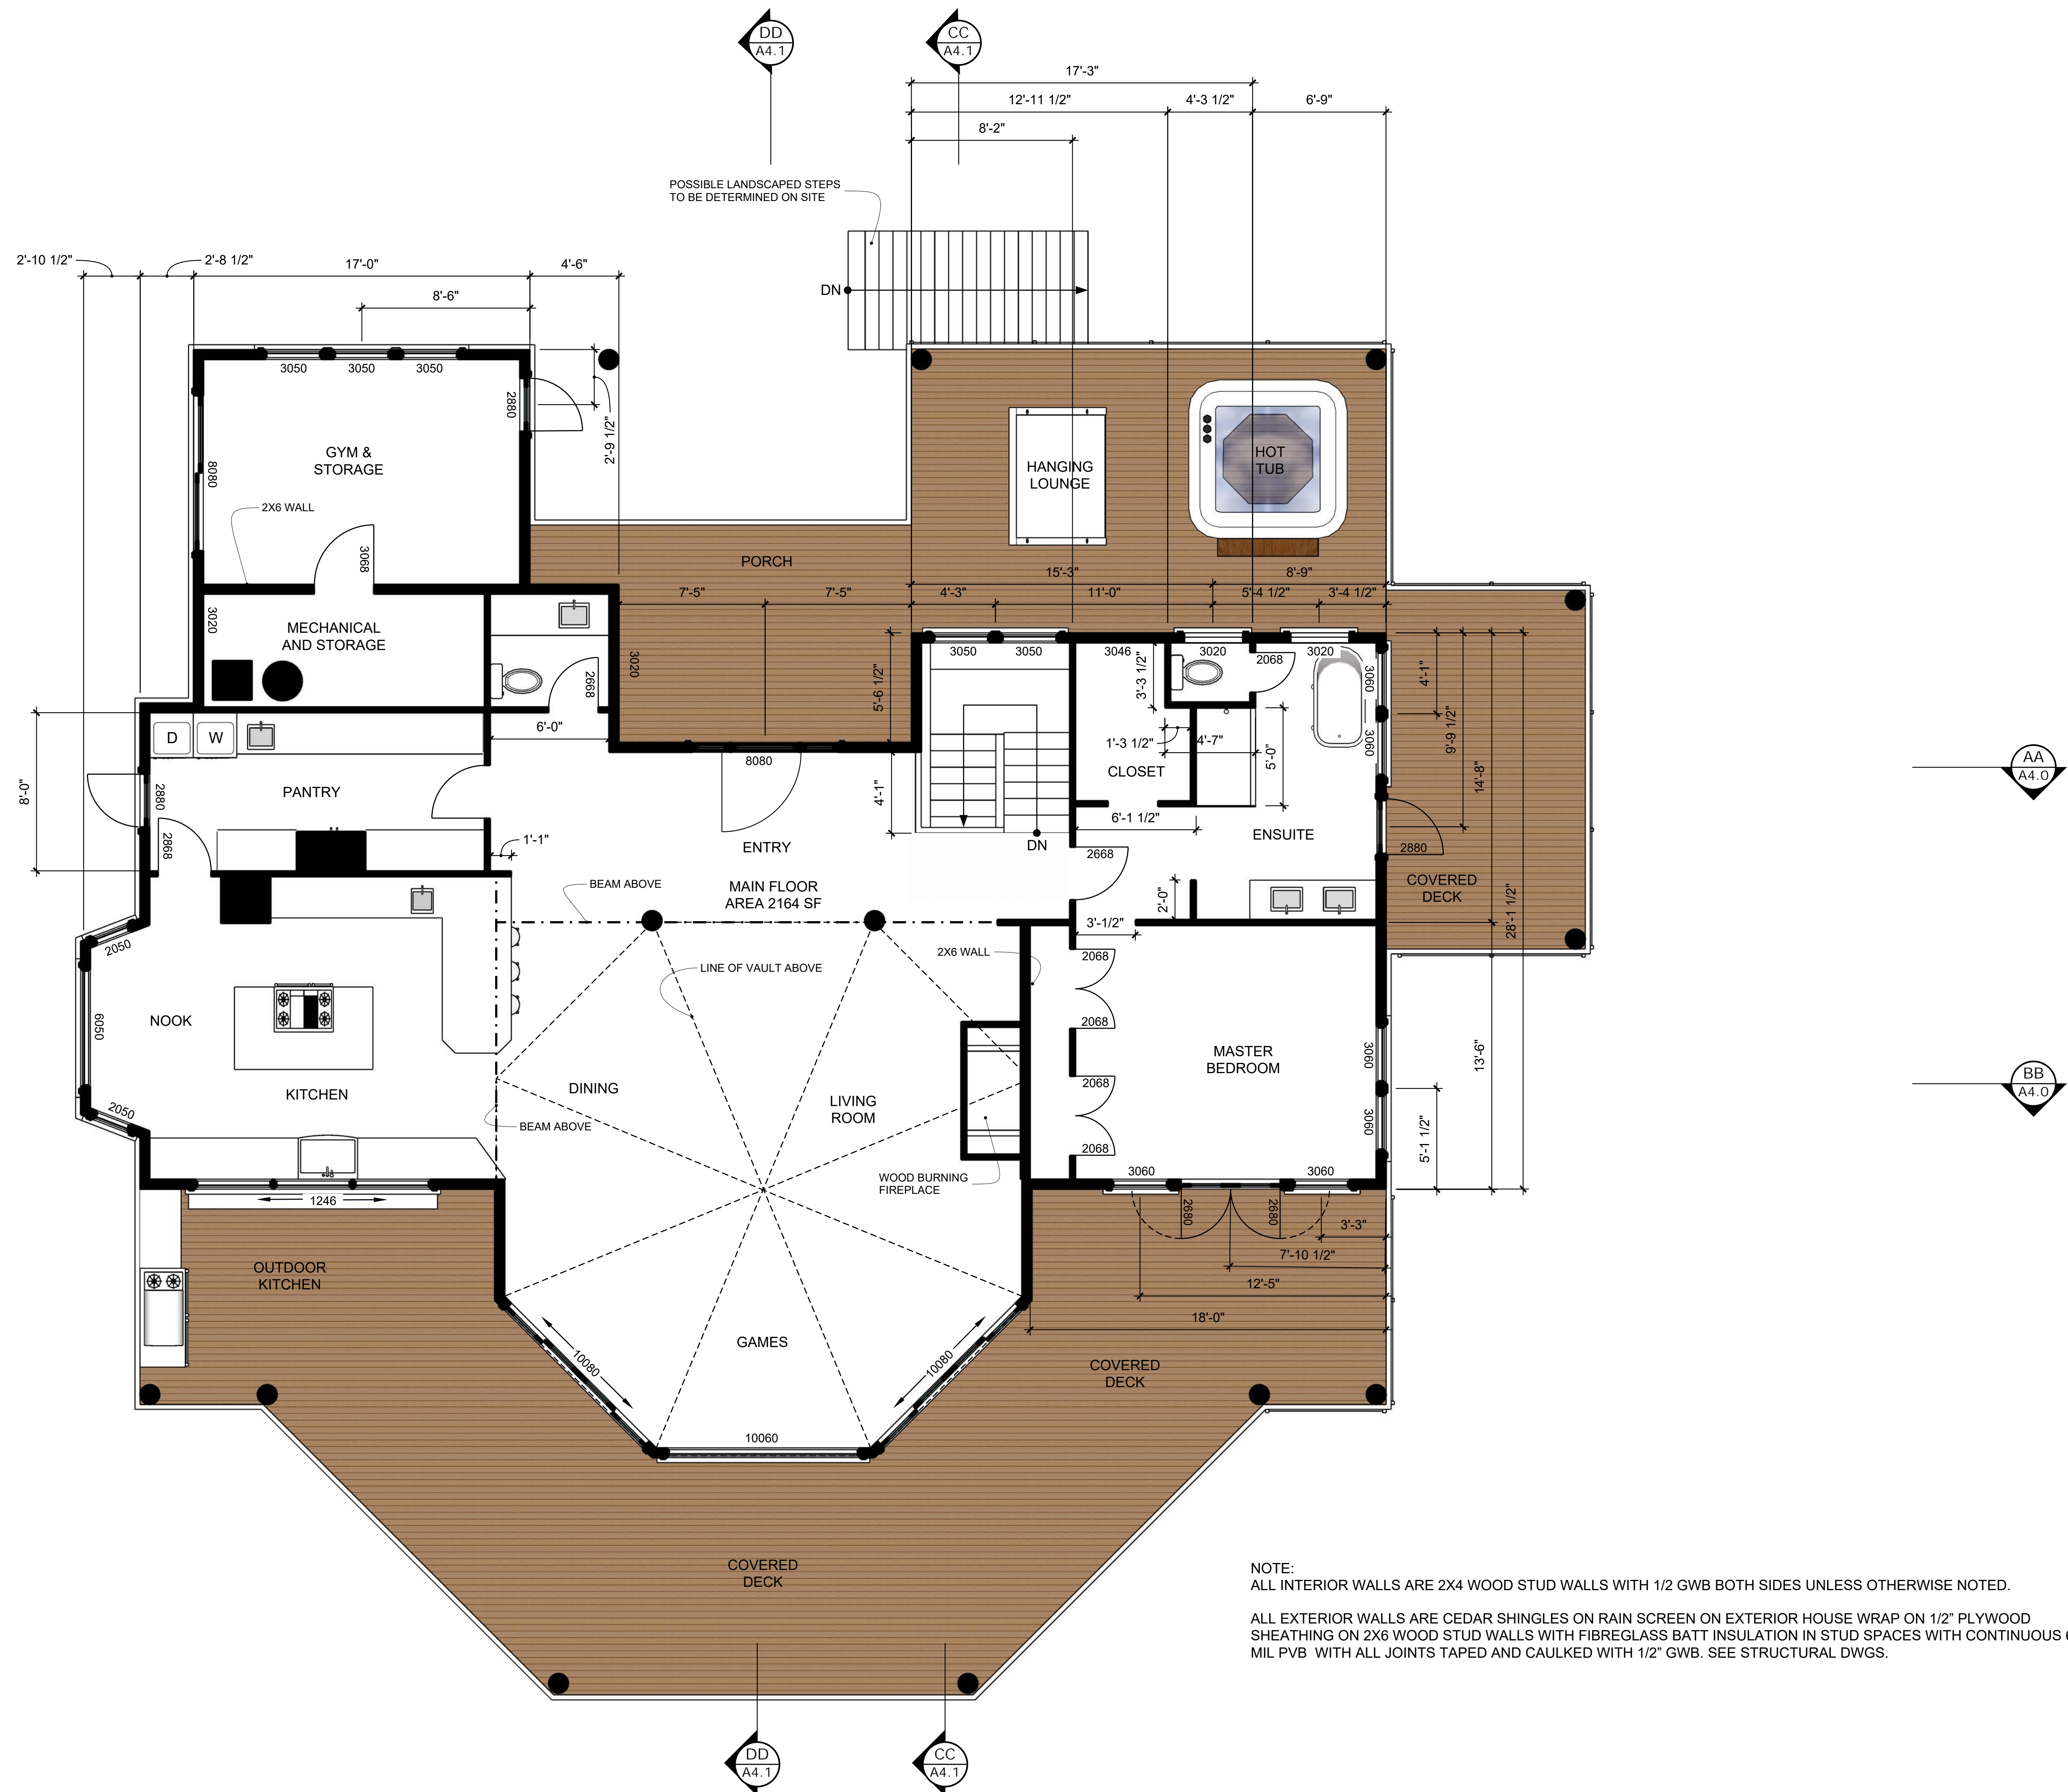 DD
A4.1
CC
A4.1
17'-3"
12'-11 1/2"
4'-3 1/2"
6'-9"
8'-2"
POSSIBLE LANDSCAPED STEPS
TO BE DETERMINED ON SITE
2'-10 1/2"
2'-8 1/2"
17'-0"
4'-6"
8'-6"
DN
3050
3050
3050
2880
2'-9 1/2"
GYM &
STORAGE
8080
2X6 WALL
3068
HANGING
LOUNGE
HOT
TUB
PORCH
15'-3"
8'-9"
7'-5"
7'-5"
4'-3"
11'-0"
5'-4 1/2"
3'-4 1/2"
3020
MECHANICAL
AND STORAGE
2668
3020
5'-6 1/2"
3050
3050
3046
3020
2068
3020
3'-3 1/2"
3060
3060
4'-1"
9'-9 1/2"
14'-8"
28'-1 1/2"
13'-6"
5'-1 1/2"
6'-0"
D
W
8'-0"
2880
2868
PANTRY
8080
4'-1"
1'-3 1/2"
4'-7"
5'-0"
CLOSET
6'-1 1/2"
ENSUITE
AA
A4.0
1'-1"
ENTRY
DN
2668
2880
COVERED
DECK
BEAM ABOVE
MAIN FLOOR
AREA 2164 SF
2'-0"
3'-1/2"
2050
2X6 WALL
2068
LINE OF VAULT ABOVE
NOOK
6050
2068
KITCHEN
DINING
LIVING
ROOM
MASTER
BEDROOM
3060
3060
2068
BB
A4.0
2050
BEAM ABOVE
2068
WOOD BURNING
FIREPLACE
3060
3060
1246
2680
2680
3'-3"
7'-10 1/2"
OUTDOOR
KITCHEN
12'-5"
18'-0"
GAMES
10080
10080
COVERED
DECK
10060
COVERED
DECK
NOTE:
ALL INTERIOR WALLS ARE 2X4 WOOD STUD WALLS WITH 1/2 GWB BOTH SIDES UNLESS OTHERWISE NOTED.
ALL EXTERIOR WALLS ARE CEDAR SHINGLES ON RAIN SCREEN ON EXTERIOR HOUSE WRAP ON 1/2" PLYWOOD
SHEATHING ON 2X6 WOOD STUD WALLS WITH FIBREGLASS BATT INSULATION IN STUD SPACES WITH CONTINUOUS
MIL PVB WITH ALL JOINTS TAPED AND CAULKED WITH 1/2" GWB. SEE STRUCTURAL DWGS.
DD
A4.1
CC
A4.1